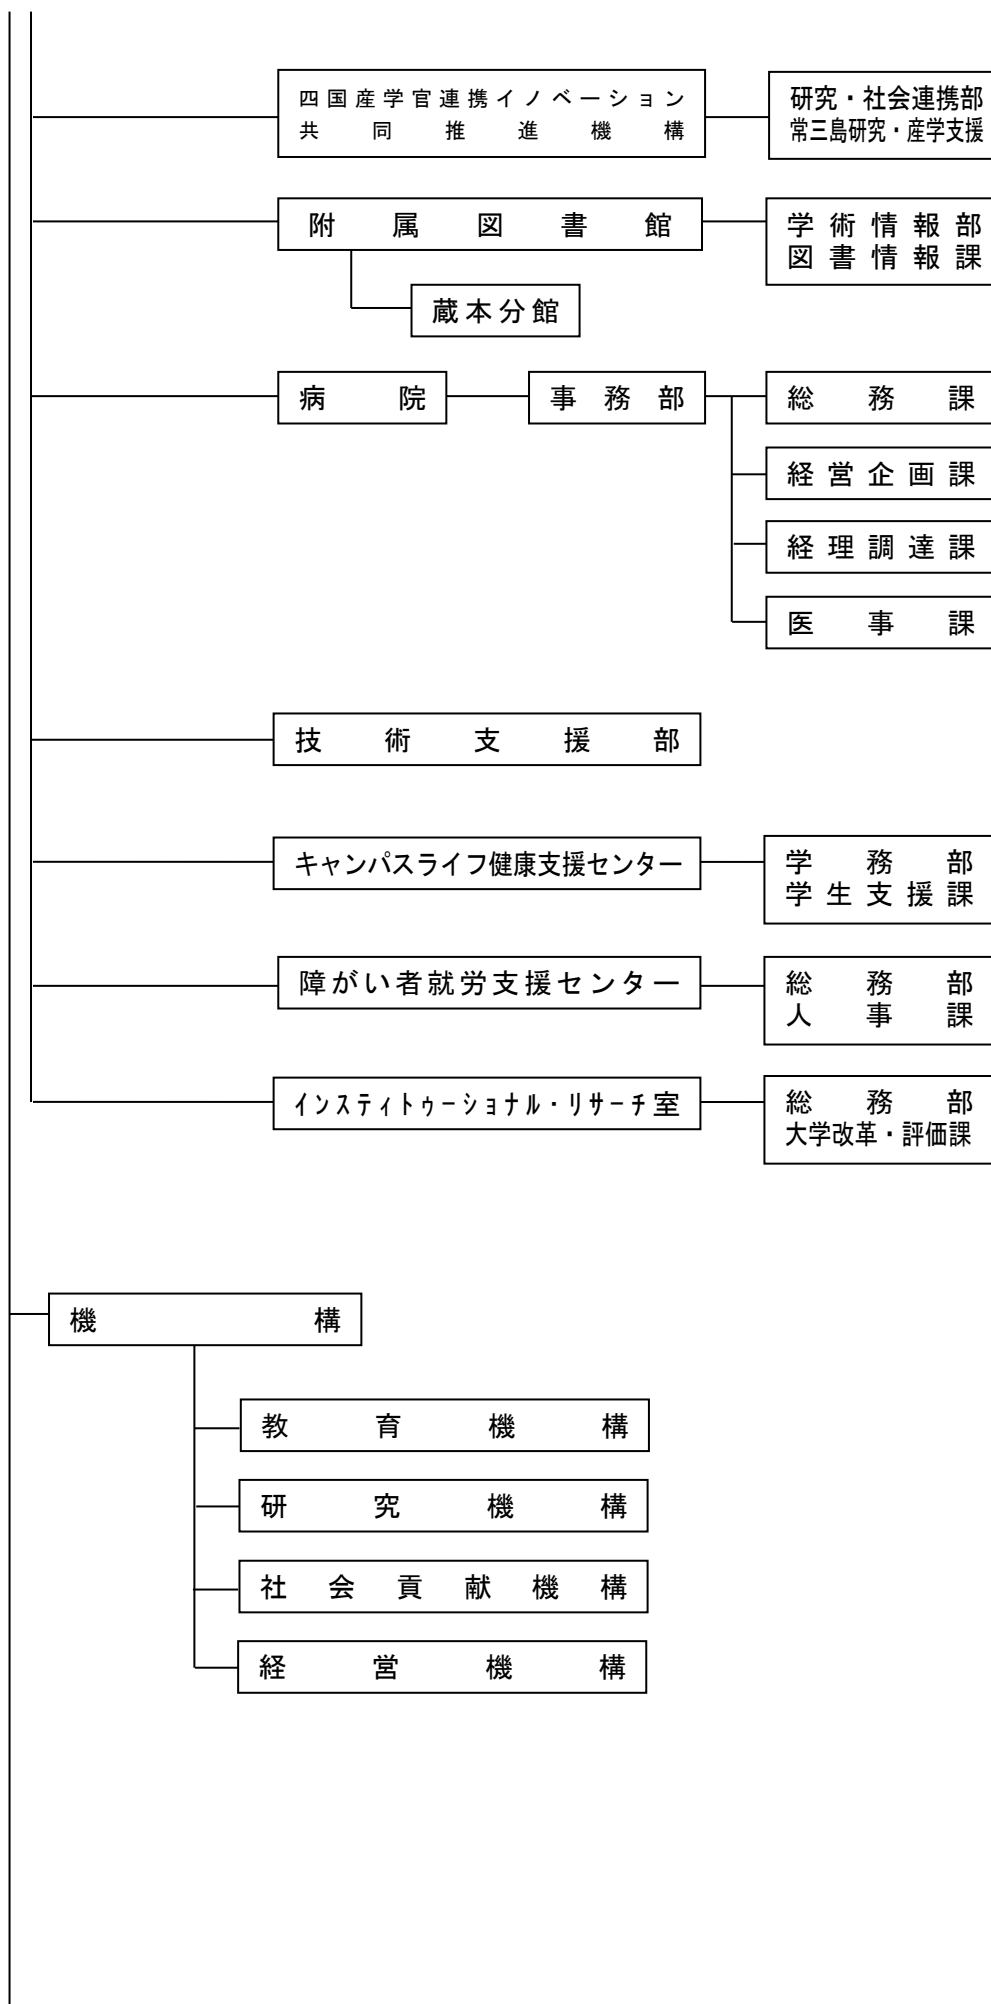 四国産学官連携イノベーション
共同推進機構
研究・社会連携部
常三島研究・産学支援
附属図書館
学術情報部
図書情報課
蔵本分館
病院
事務部
総務課
経営企画課
経理調達課
医事課
技術支援部
キャンパスライフ健康支援センター
学務部
学生支援課
障がい者就労支援センター
総務部
人事課
インスティトゥーショナル・リサーチ室
総務部
大学改革・評価課
機構
教育機構
研究機構
社会貢献機構
経営機構